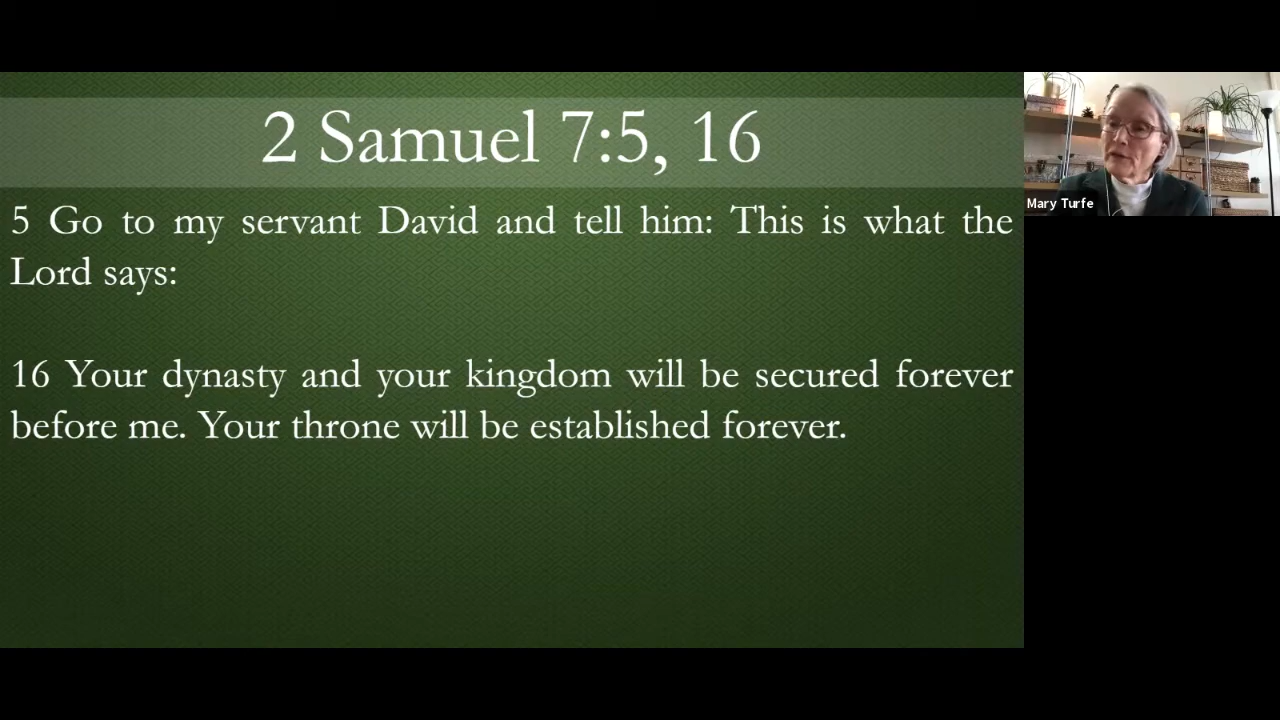 2 Samuel 7:5, 16
5 Go to my servant David and tell him: This is what the
Lord says:
16 Your dynasty and your kingdom will be secured forever
before me. Your throne will be established forever.
Mary Turfe